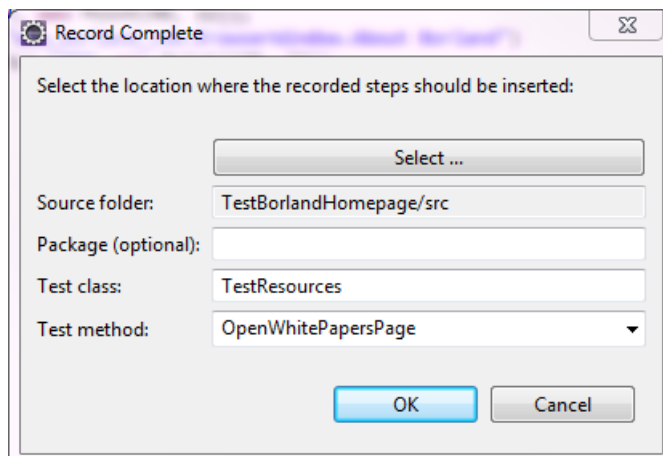 Record Complete
Select the location where the recorded steps should be inserted:
Select ...
Source folder: TestBorlandHomepage/src
Package (optional):
Test class: TestResources
Test method: OpenWhitePapersPage
OK Cancel